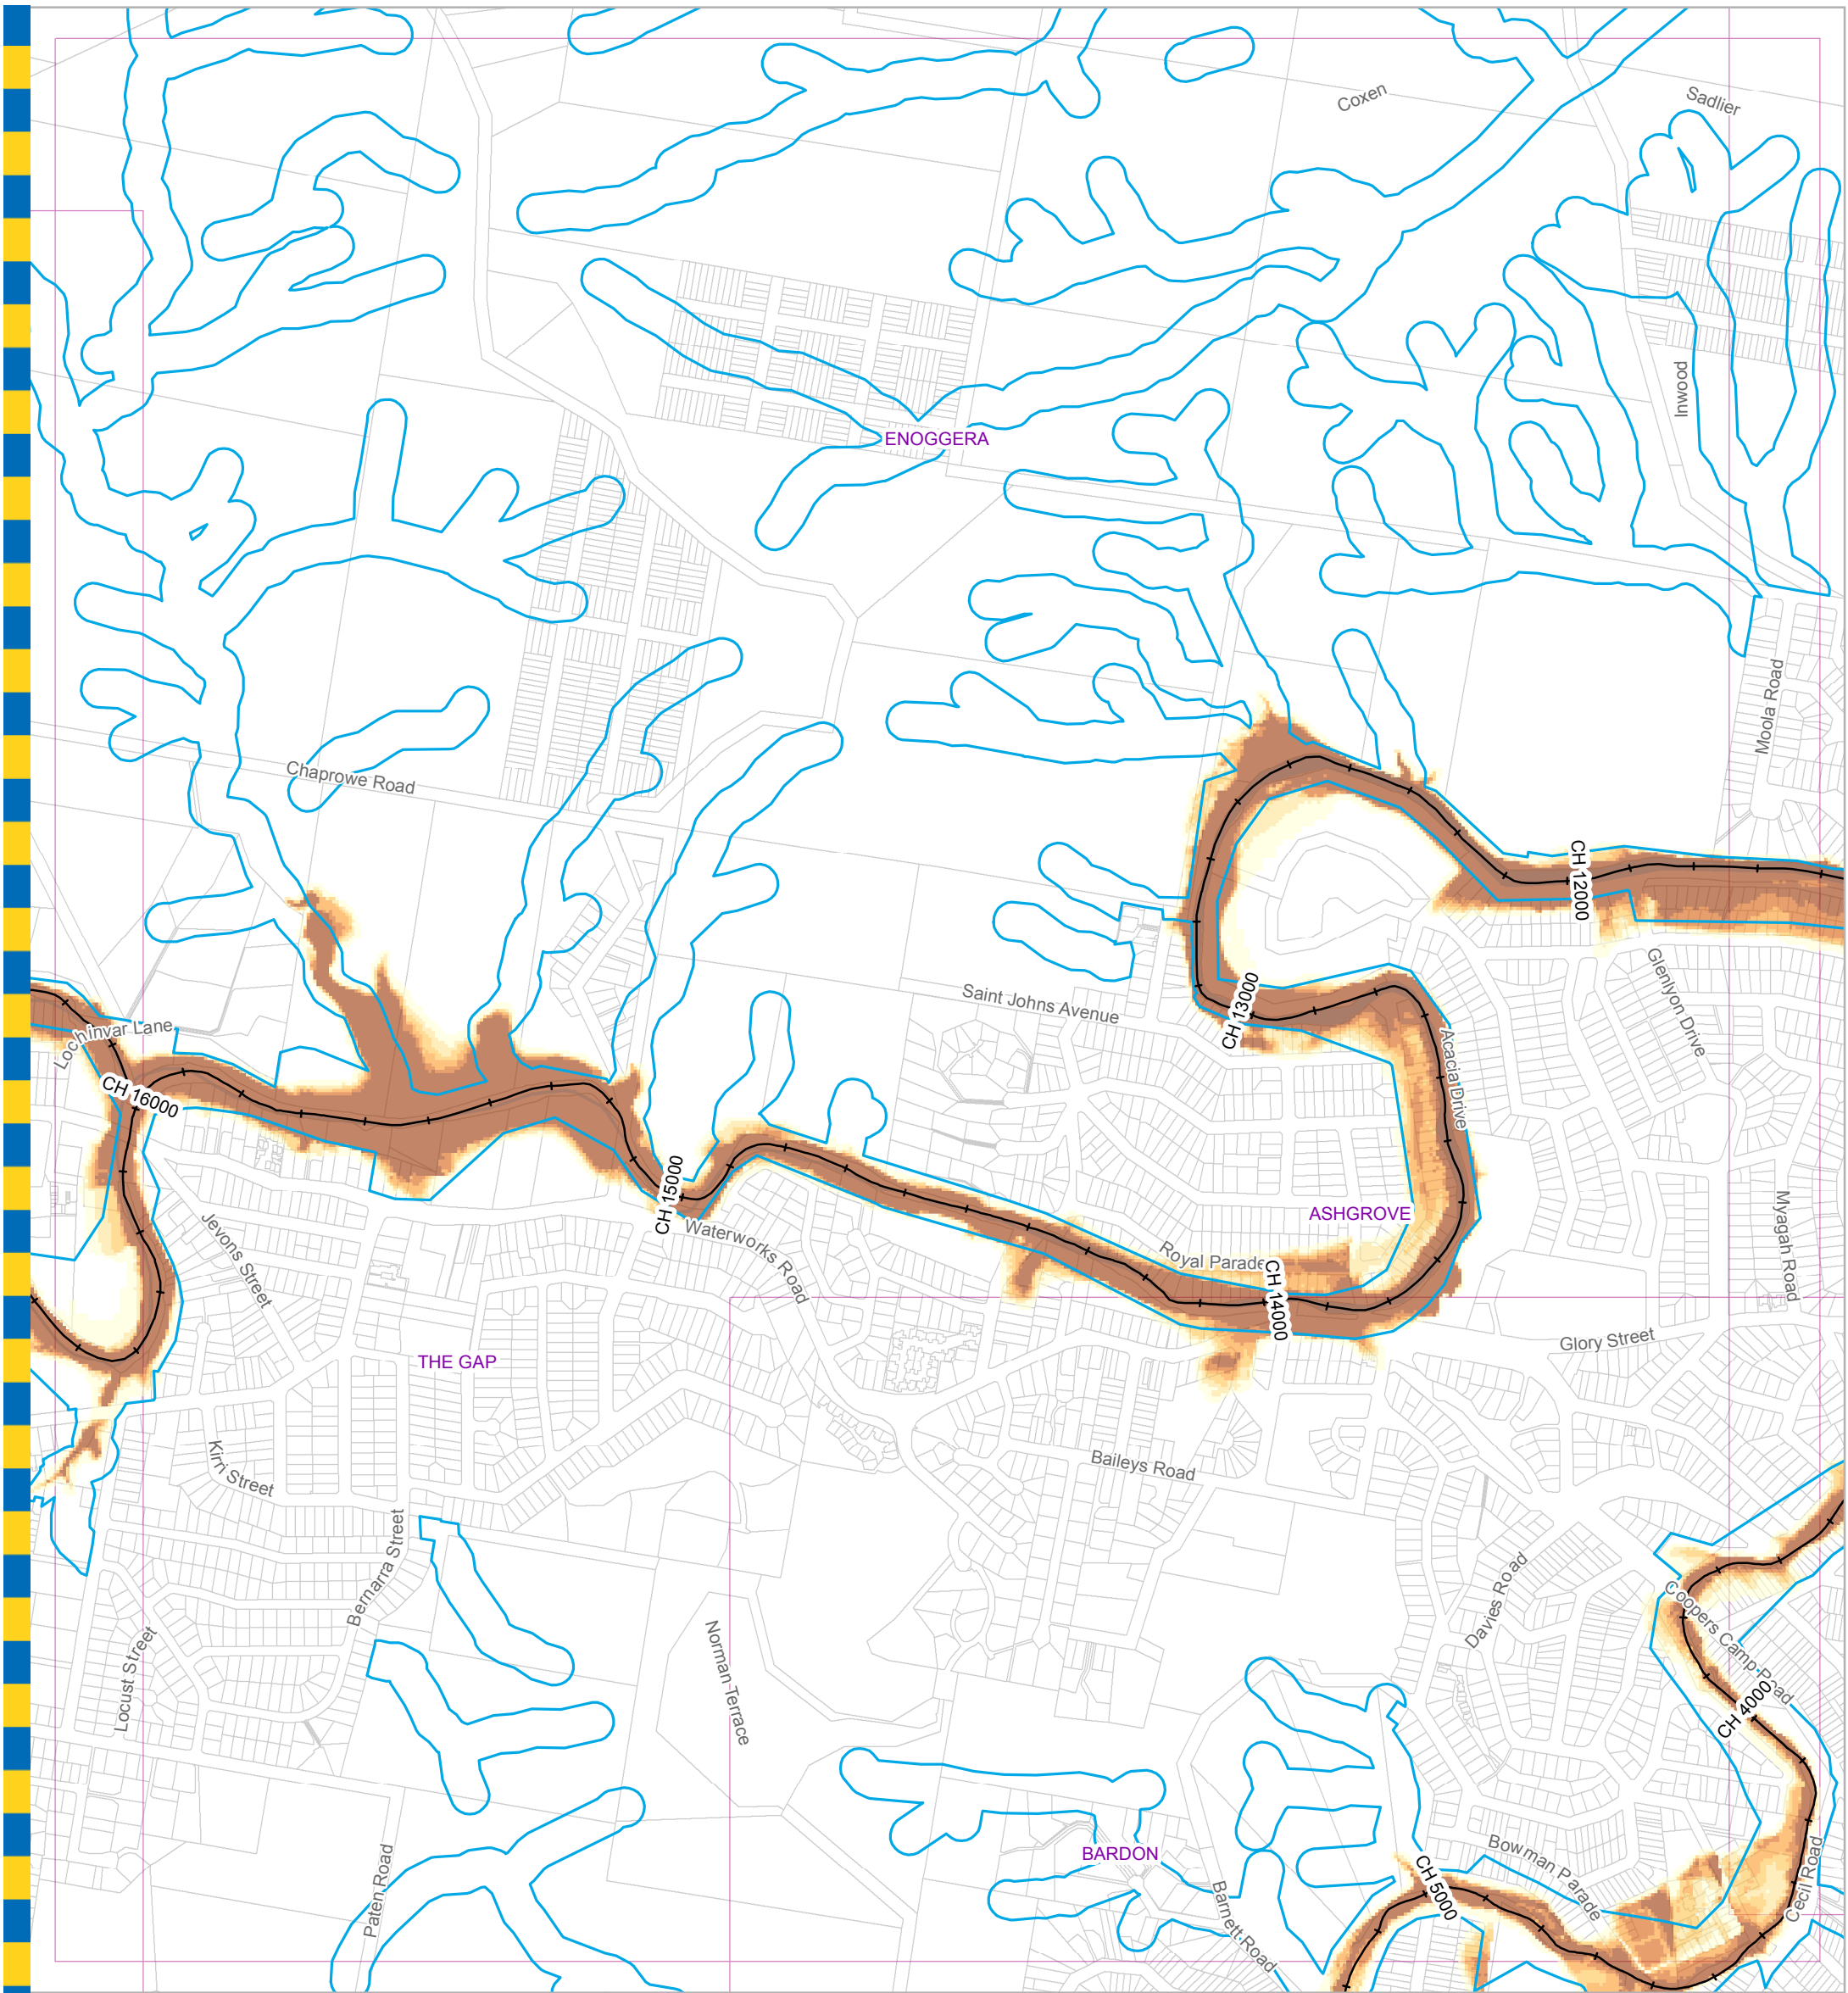 Coxen
Sadlier
Inwood
ENOGGERA
Moola Road
Chaprowe Road
CH 12000
Glenlyon Drive
Saint Johns Avenue
CH 13000
Lochinvar Lane
Acacia Drive
CH 16000
CH 15000
Myagah Road
ASHGROVE
Jevons Street
Waterworks Road
Royal Parade
CH 14000
Glory Street
THE GAP
Kirri Street
Baileys Road
Bernarra Street
Davies Road
Coopers Camp Road
Locust Street
Norman Terrace
CH 4000
BARDON
Bowman Parade
Cecil Road
Paten Road
CH 5000
Barnett Road